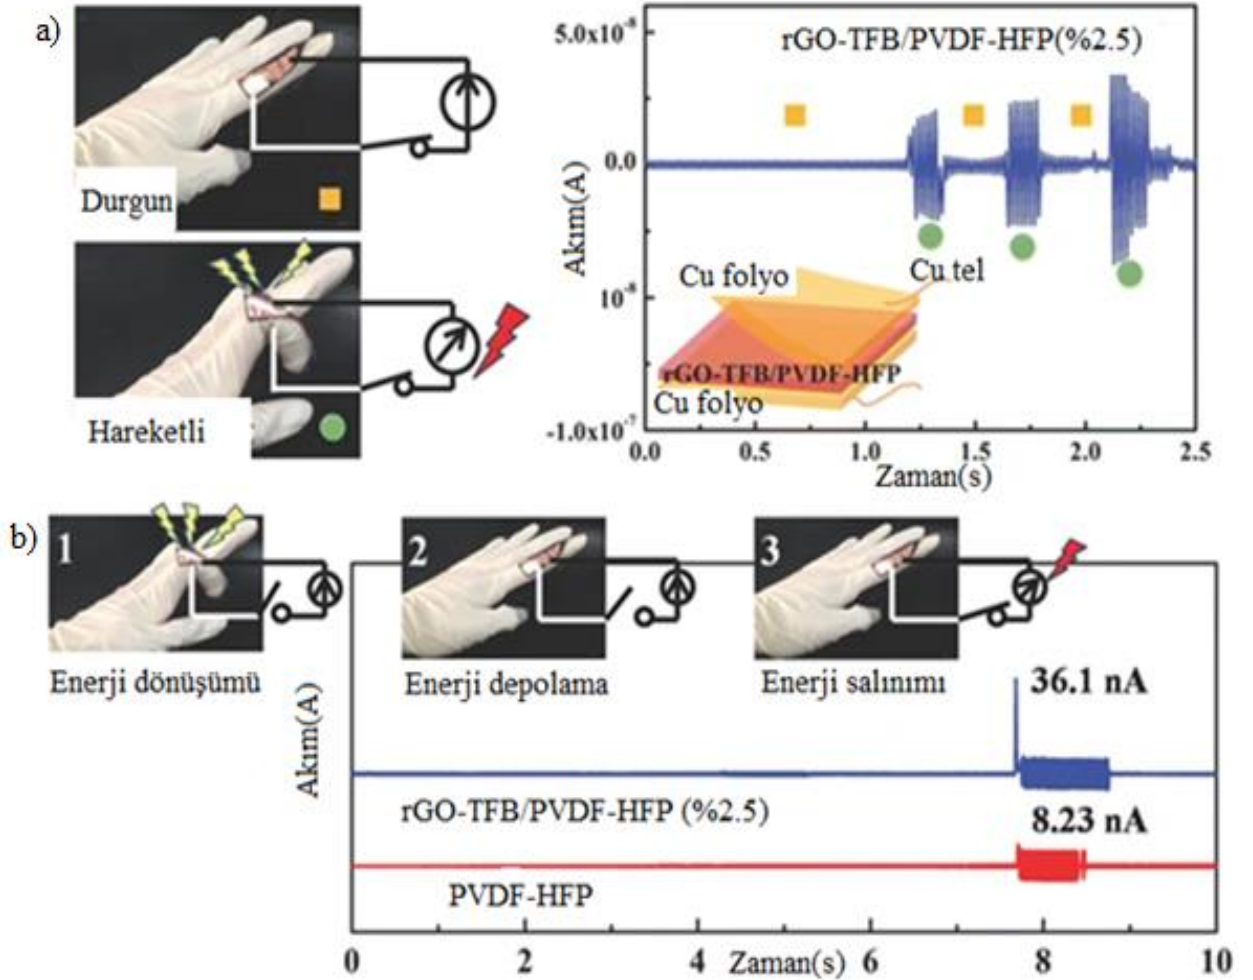 a)
Durgun
Hareketli
rGO-TFB/PVDF-HFP(%2.5)
5.0x10⁻⁸
0.0
10⁻⁸
-1.0x10⁻⁷
Akım(A)
Cu folyo
Cu tel
rGO-TFB/PVDF-HFP
Cu folyo
0.0 0.5 1.0 1.5 2.0 2.5
Zaman(s)
b)
1
2
3
Enerji dönüşümü
Enerji depolama
Enerji salınımı
Akım(A)
36.1 nA
rGO-TFB/PVDF-HFP (%2.5)
8.23 nA
PVDF-HFP
0 2 4 6 8 10
Zaman(s)